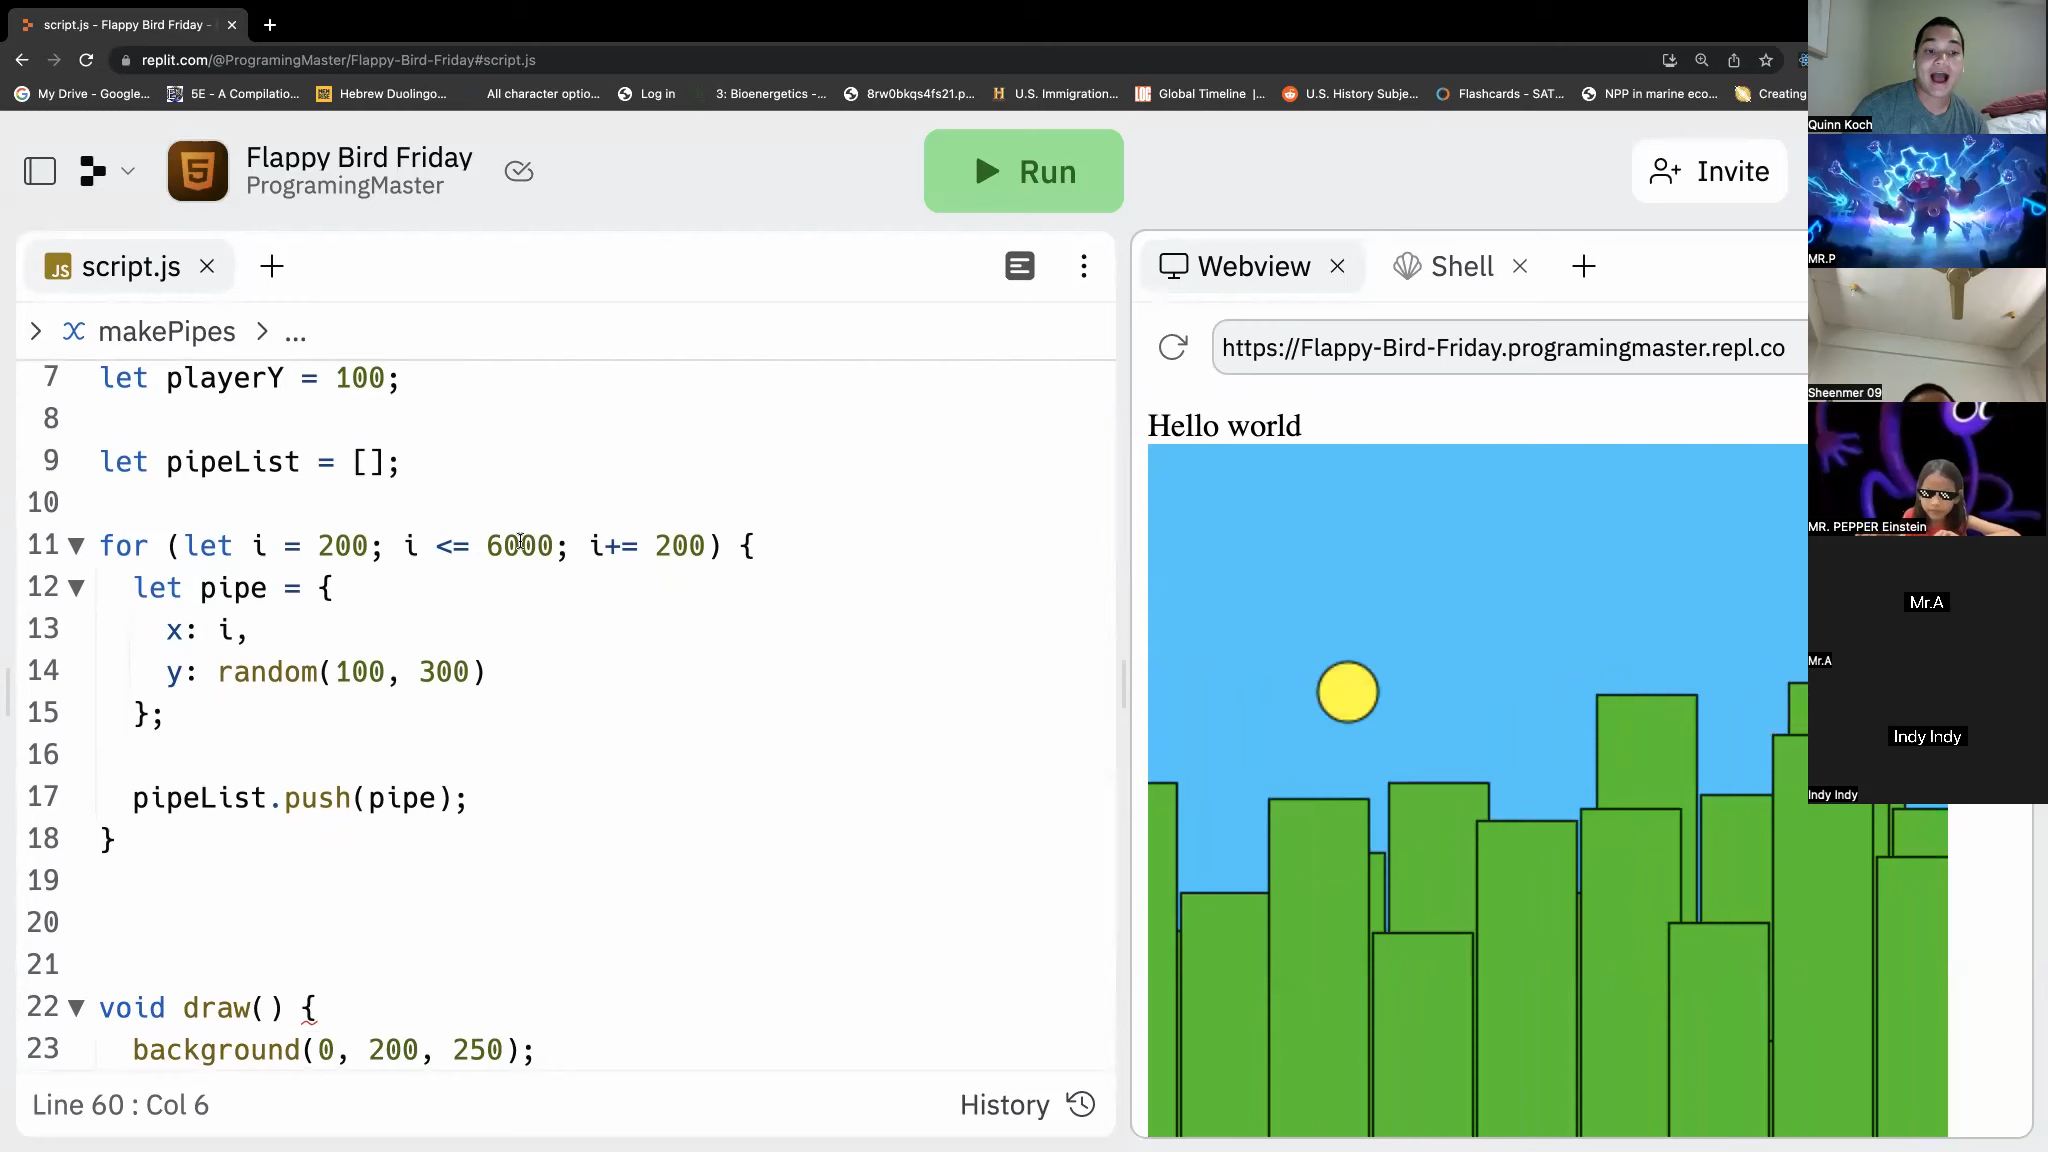 script.js - Flappy Bird Friday -
replit.com/@ProgramingMaster/Flappy-Bird-Friday#script.js
My Drive - Google... 5E - A Compilatio... Hebrew Duolingo... All character optio... Log in 3: Bioenergetics -... 8rw0bkqs4fs21.p... U.S. Immigration... Global Timeline |... U.S. History Subje... Flashcards - SAT... NPP in marine eco... Creating
Flappy Bird Friday
ProgramingMaster
Run
Invite
script.js
makePipes > ...
7 let playerY = 100;
8
9 let pipeList = [];
10
11 for (let i = 200; i <= 6000; i+= 200) {
12 let pipe = {
13 x: i,
14 y: random(100, 300)
15 };
16
17 pipeList.push(pipe);
18 }
19
20
21
22 void draw() {
23 background(0, 200, 250);
Line 60 : Col 6
History
Webview
Shell
https://Flappy-Bird-Friday.programingmaster.repl.co
Hello world
Quinn Koch
MR.P
Sheenmer 09
MR. PEPPER Einstein
Mr.A
Mr.A
Indy Indy
Indy Indy